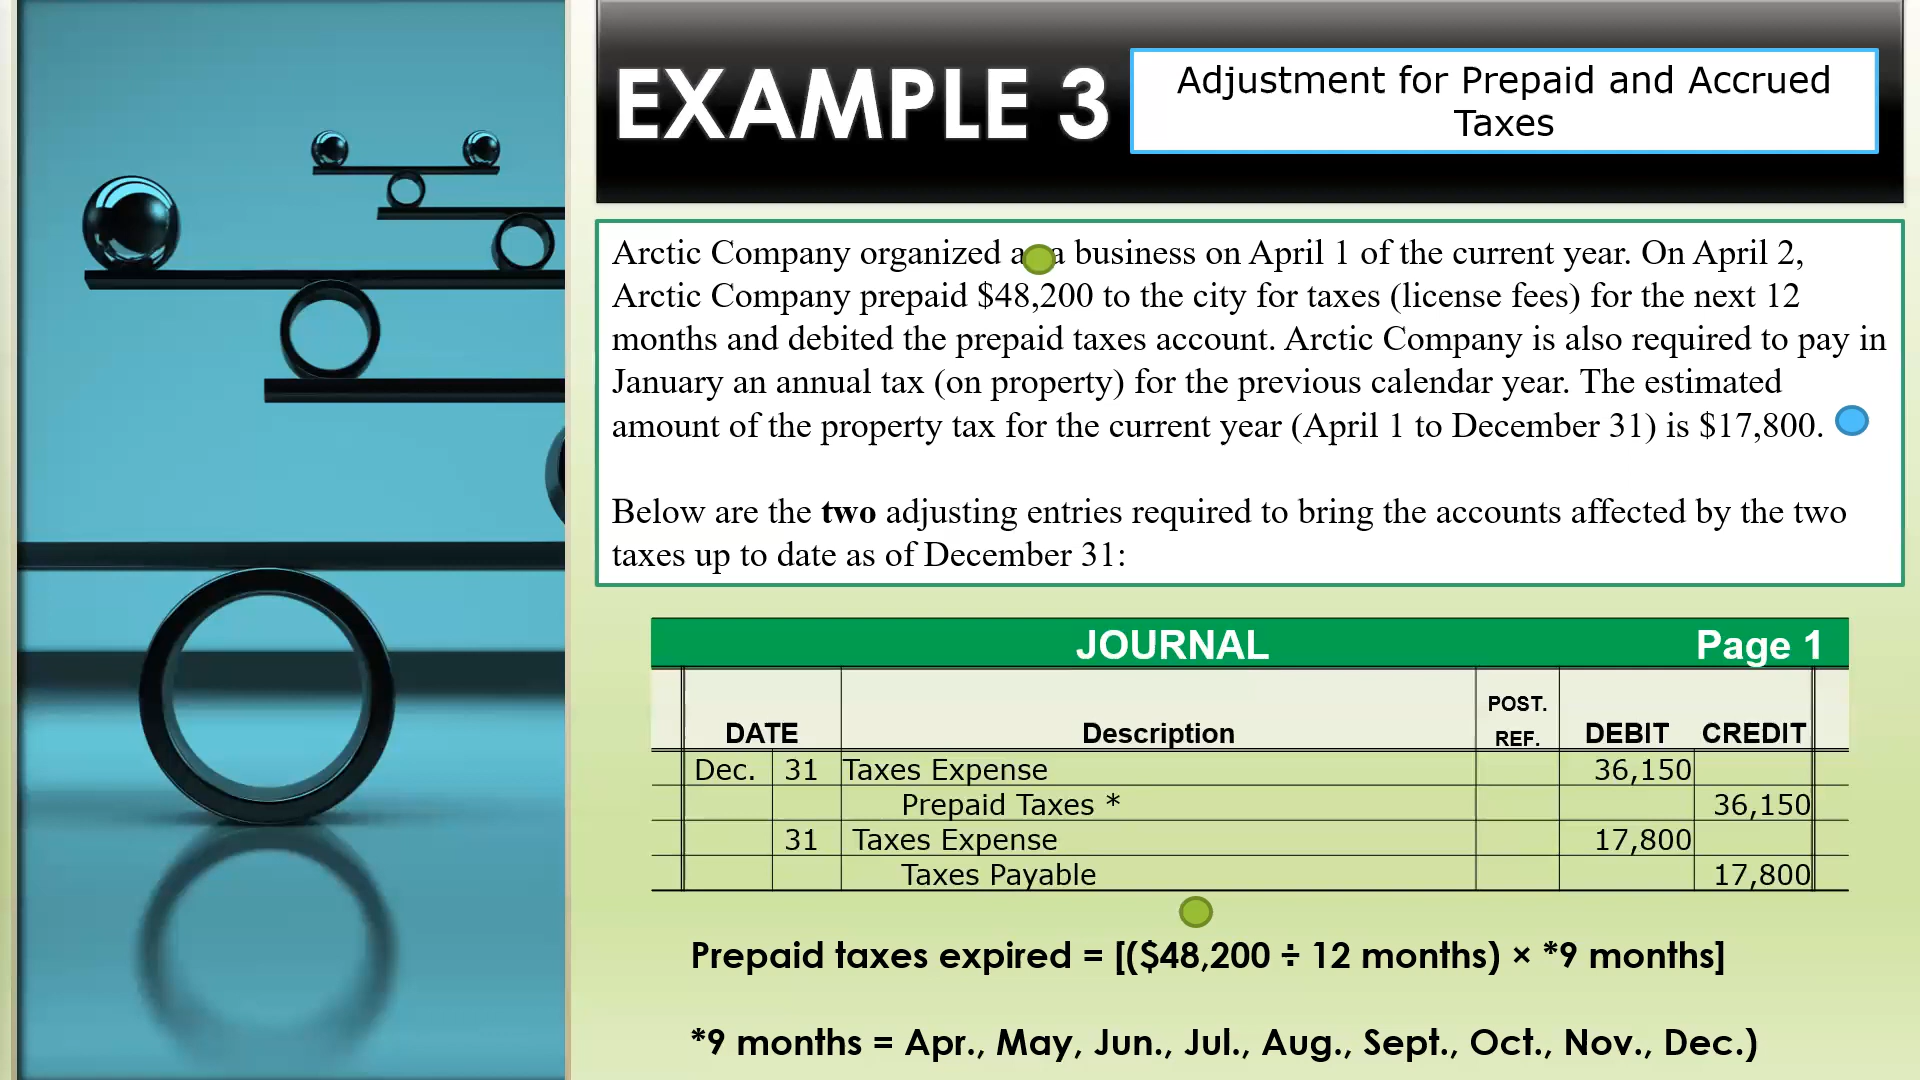 EXAMPLE 3
Adjustment for Prepaid and Accrued
Taxes
Arctic Company organized a business on April 1 of the current year. On April 2,
Arctic Company prepaid $48,200 to the city for taxes (license fees) for the next 12
months and debited the prepaid taxes account. Arctic Company is also required to pay in
January an annual tax (on property) for the previous calendar year. The estimated
amount of the property tax for the current year (April 1 to December 31) is $17,800.
Below are the two adjusting entries required to bring the accounts affected by the two
taxes up to date as of December 31:
JOURNAL Page 1
DATE Description POST. REF. DEBIT CREDIT
Dec. 31 Taxes Expense 36,150
Prepaid Taxes * 36,150
31 Taxes Expense 17,800
Taxes Payable 17,800
Prepaid taxes expired = [($48,200 ÷ 12 months) × *9 months]
*9 months = Apr., May, Jun., Jul., Aug., Sept., Oct., Nov., Dec.)